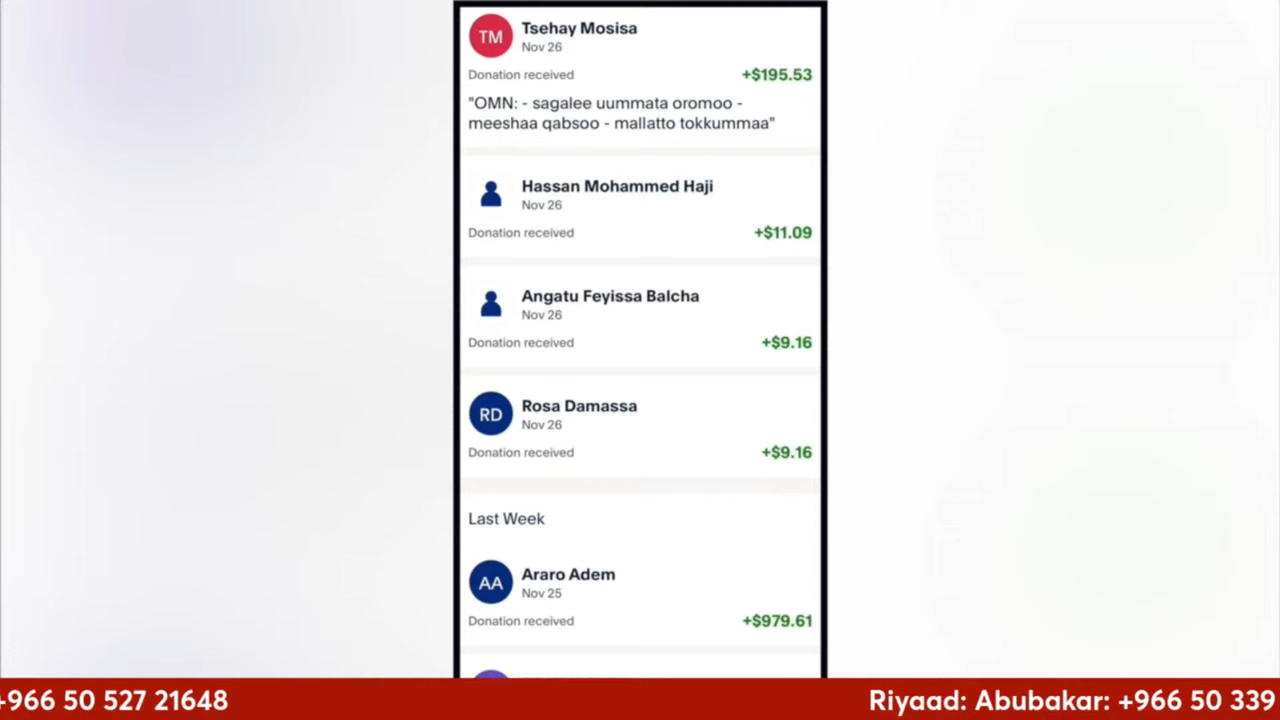 TM
Tsehay Mosisa
Nov 26
Donation received +$195.53
"OMN: - sagalee uummata oromoo -
meeshaa qabsoo - mallatto tokkummaa"
Hassan Mohammed Haji
Nov 26
Donation received +$11.09
Angatu Feyissa Balcha
Nov 26
Donation received +$9.16
RD
Rosa Damassa
Nov 26
Donation received +$9.16
Last Week
AA
Araro Adem
Nov 25
Donation received +$979.61
+966 50 527 21648 Riyaad: Abubakar: +966 50 339